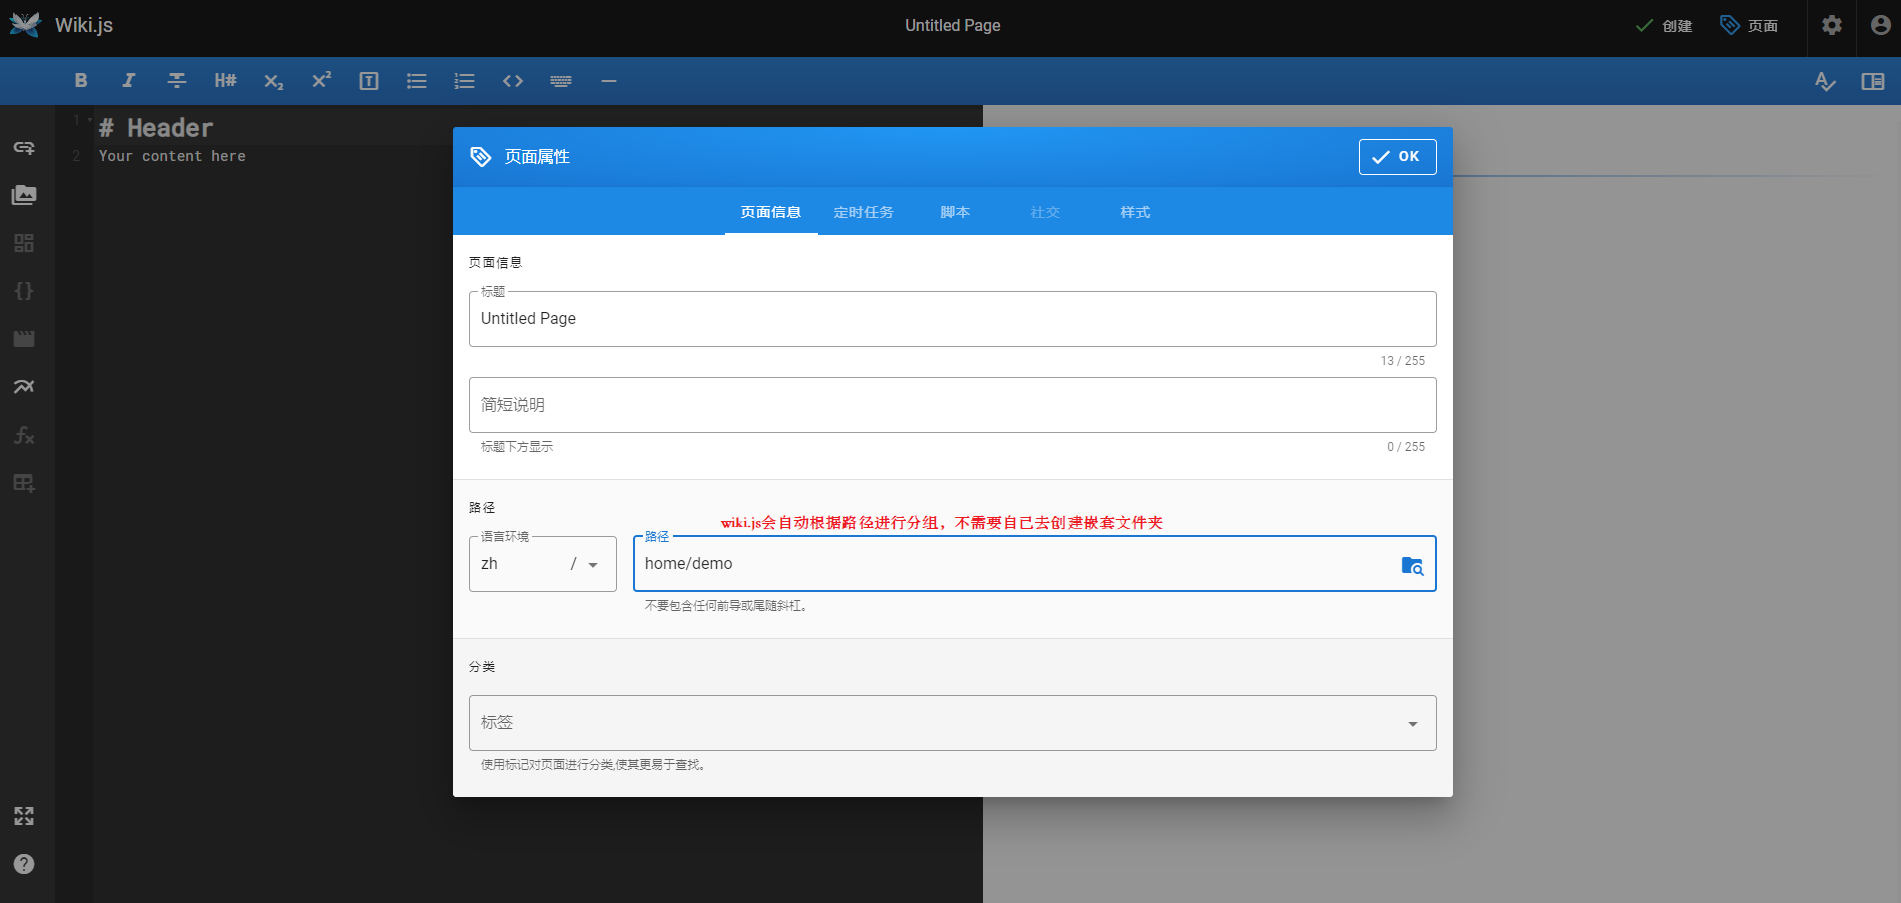 Wiki.js
Untitled Page
创建
页面
B I H# X₂ X² T
1 # Header
2 Your content here
页面属性
OK
页面信息 定时任务 脚本 社交 样式
页面信息
标题
Untitled Page
13 / 255
简短说明
标题下方显示
0 / 255
路径
wiki.js会自动根据路径进行分组，不需要自己去创建嵌套文件夹
语言环境
zh /
路径
home/demo
不要包含任何前导或尾随斜杠。
分类
标签
使用标记对页面进行分类,使其更易于查找。